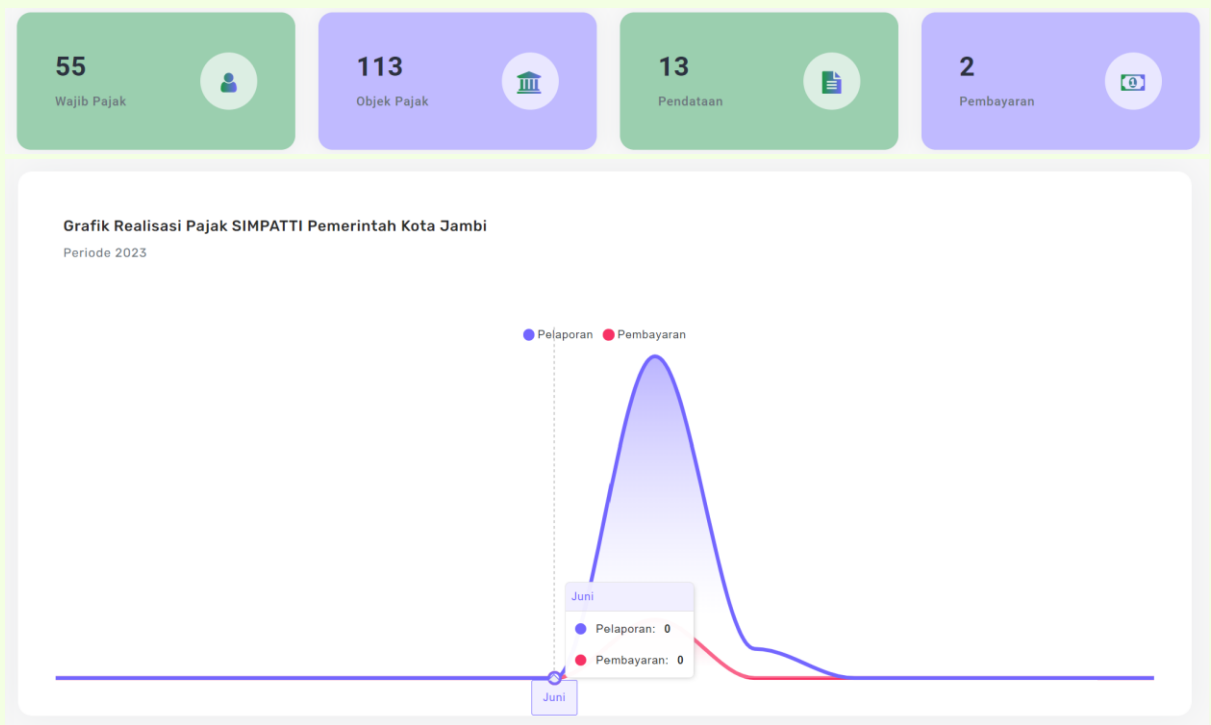 55
Wajib Pajak
113
Objek Pajak
13
Pendataan
2
Pembayaran
Grafik Realisasi Pajak SIMPATTI Pemerintah Kota Jambi
Periode 2023
Pelaporan Pembayaran
Juni
Pelaporan: 0
Pembayaran: 0
Juni